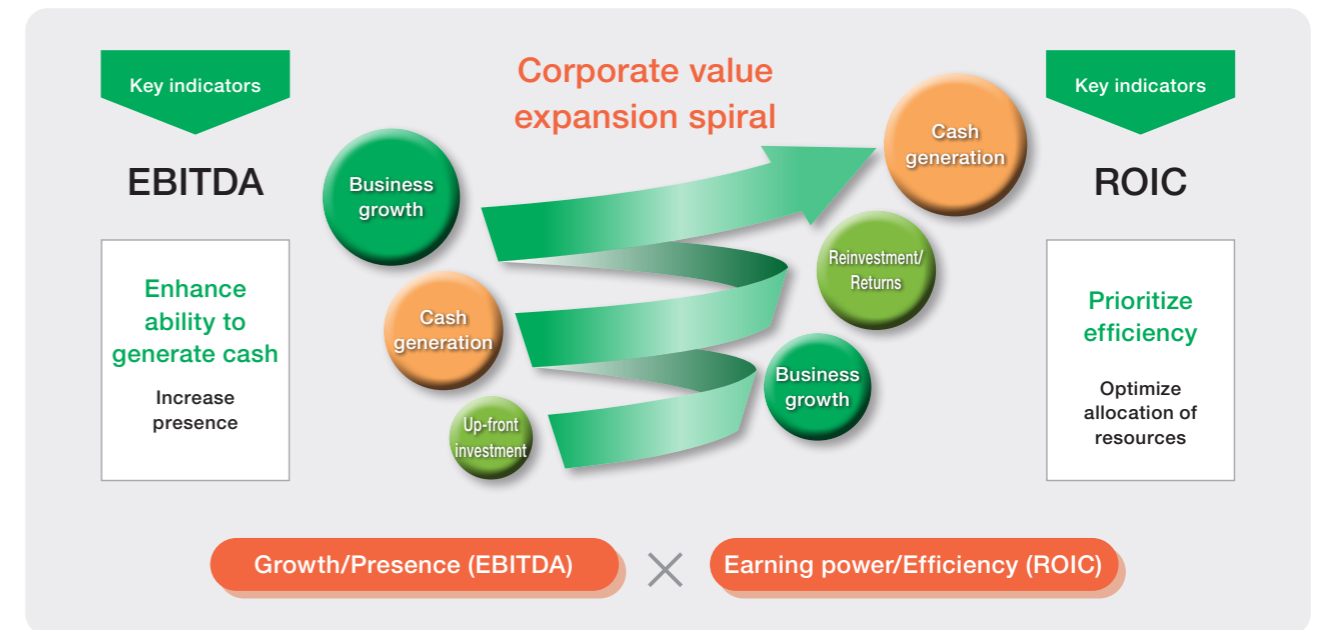 Key indicators
EBITDA
Enhance
ability to
generate cash
Increase
presence
Corporate value
expansion spiral
Business
growth
Cash
generation
Up-front
investment
Cash
generation
Reinvestment/
Returns
Business
growth
Key indicators
ROIC
Prioritize
efficiency
Optimize
allocation of
resources
Growth/Presence (EBITDA)
×
Earning power/Efficiency (ROIC)